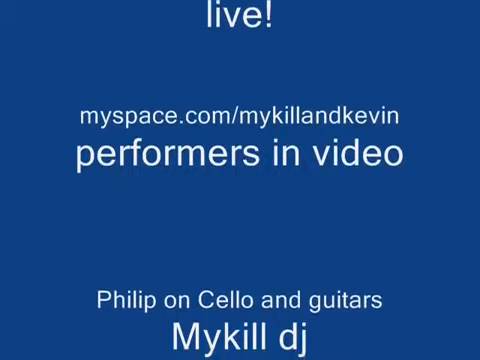 live!
myspace.com/mykillandkevin
performers in video
Philip on Cello and guitars
Mykill dj